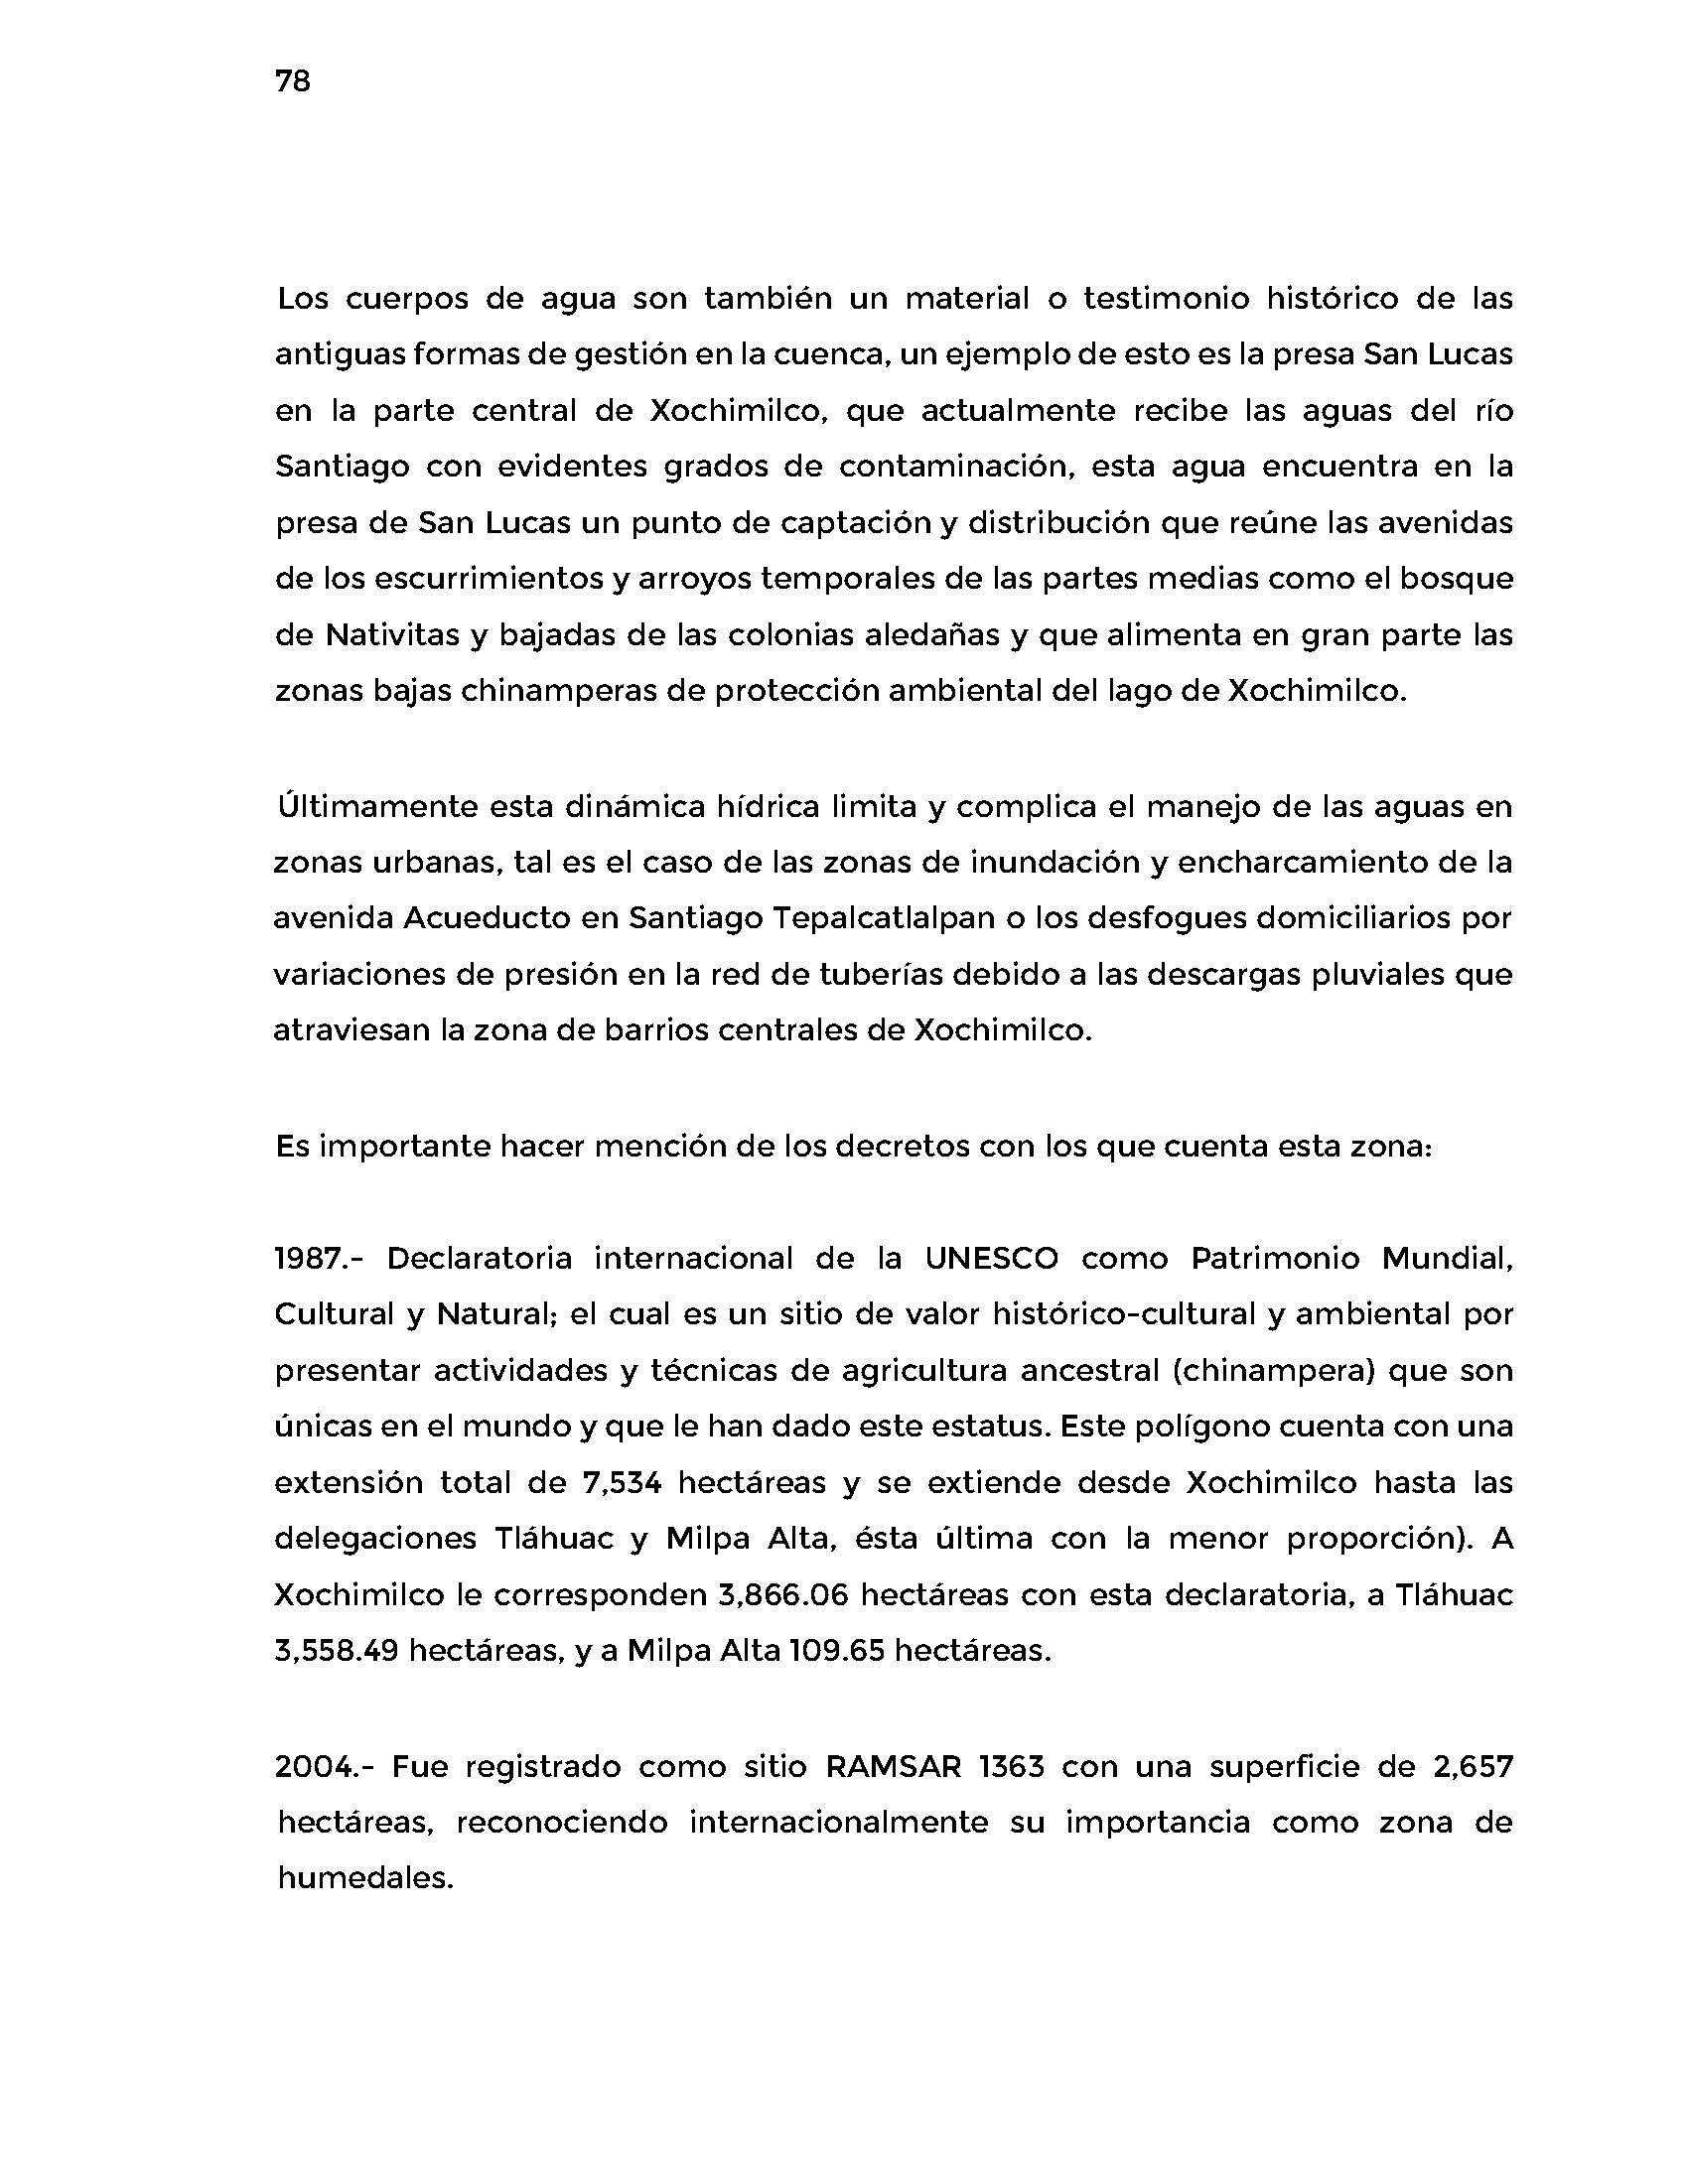 78
Los cuerpos de agua son también un material o testimonio histórico de las
antiguas formas de gestión en la cuenca, un ejemplo de esto es la presa San Lucas
en la parte central de Xochimilco, que actualmente recibe las aguas del río
Santiago con evidentes grados de contaminación, esta agua encuentra en la
presa de San Lucas un punto de captación y distribución que reúne las avenidas
de los escurrimientos y arroyos temporales de las partes medias como el bosque
de Nativitas y bajadas de las colonias aledañas y que alimenta en gran parte las
zonas bajas chinamperas de protección ambiental del lago de Xochimilco.
Últimamente esta dinámica hídrica limita y complica el manejo de las aguas en
zonas urbanas, tal es el caso de las zonas de inundación y encharcamiento de la
avenida Acueducto en Santiago Tepalcatlalpan o los desfogues domiciliarios por
variaciones de presión en la red de tuberías debido a las descargas pluviales que
atraviesan la zona de barrios centrales de Xochimilco.
Es importante hacer mención de los decretos con los que cuenta esta zona:
1987.- Declaratoria internacional de la UNESCO como Patrimonio Mundial,
Cultural y Natural; el cual es un sitio de valor histórico-cultural y ambiental por
presentar actividades y técnicas de agricultura ancestral (chinampera) que son
únicas en el mundo y que le han dado este estatus. Este polígono cuenta con una
extensión total de 7,534 hectáreas y se extiende desde Xochimilco hasta las
delegaciones Tláhuac y Milpa Alta, ésta última con la menor proporción). A
Xochimilco le corresponden 3,866.06 hectáreas con esta declaratoria, a Tláhuac
3,558.49 hectáreas, y a Milpa Alta 109.65 hectáreas.
2004.- Fue registrado como sitio RAMSAR 1363 con una superficie de 2,657
hectáreas, reconociendo internacionalmente su importancia como zona de
humedales.